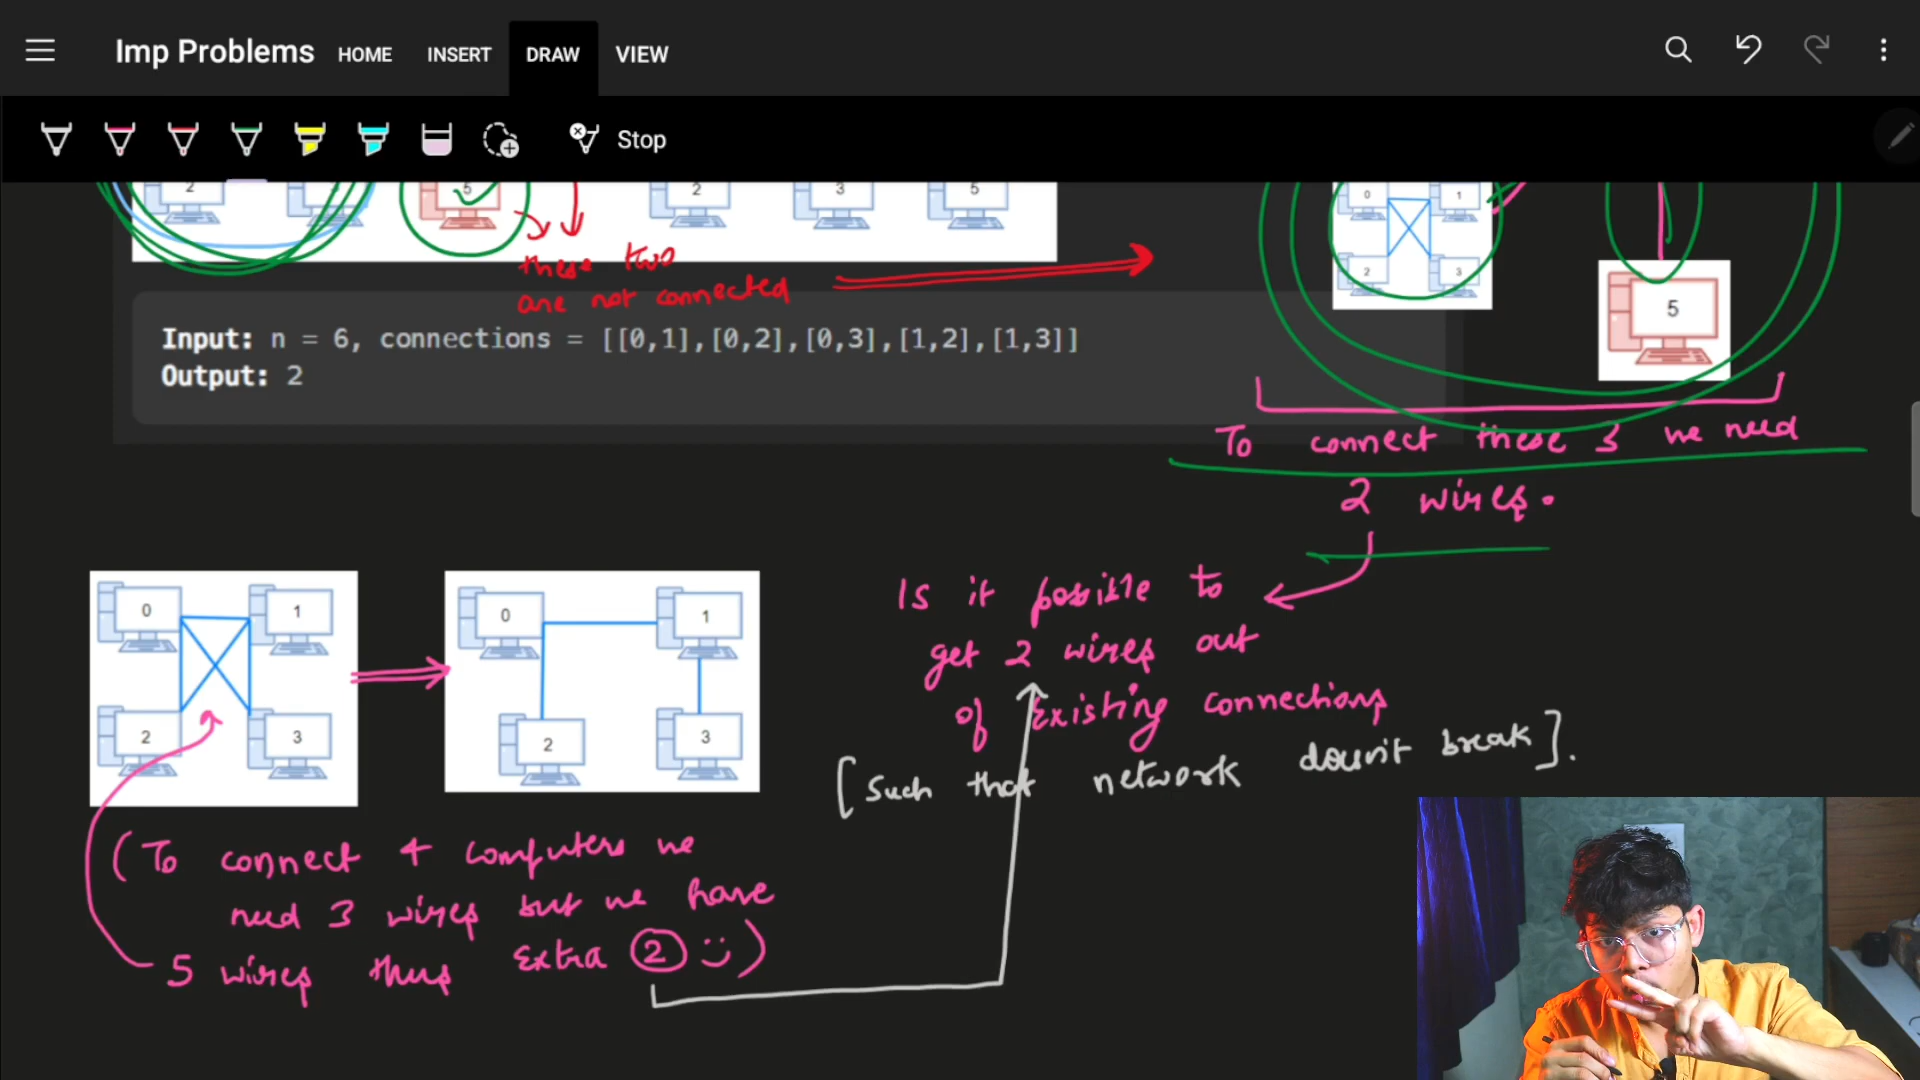 Imp Problems HOME INSERT DRAW VIEW
Stop
2 5 2 3 5
0 1
2 3
5
these two
are not connected
Input: n = 6, connections = [[0,1],[0,2],[0,3],[1,2],[1,3]]
Output: 2
To connect these 3 we need
2 wires.
0 1
2 3
0 1
2 3
Is it possible to
get 2 wires out
of Existing connections
[such that network doesn't break].
(To connect 4 computers we
need 3 wires but we have
5 wires thus Extra 2 :)